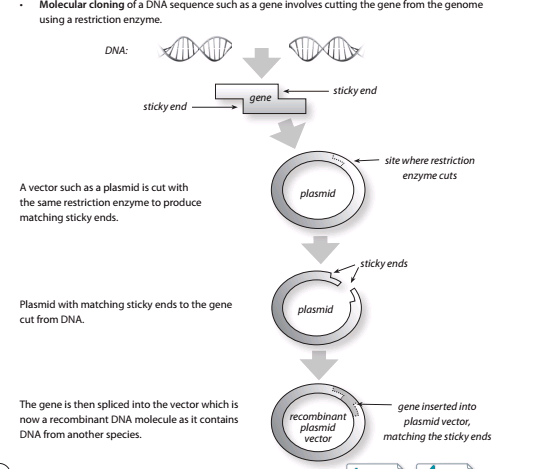 • Molecular cloning of a DNA sequence such as a gene involves cutting the gene from the genome
using a restriction enzyme.
DNA:
gene
sticky end
sticky end
site where restriction
enzyme cuts
plasmid
A vector such as a plasmid is cut with
the same restriction enzyme to produce
matching sticky ends.
sticky ends
plasmid
Plasmid with matching sticky ends to the gene
cut from DNA.
The gene is then spliced into the vector which is
now a recombinant DNA molecule as it contains
DNA from another species.
recombinant
plasmid
vector
gene inserted into
plasmid vector,
matching the sticky ends